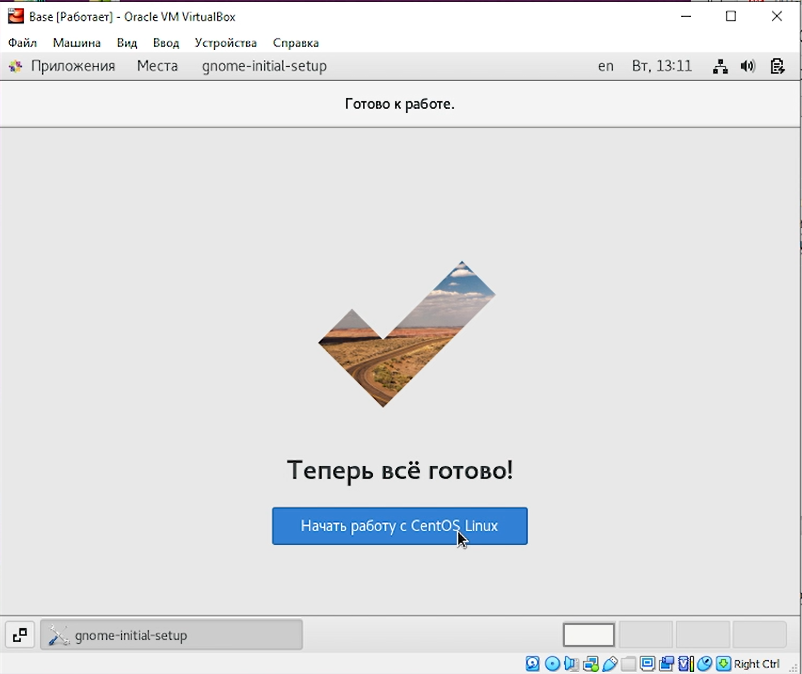 Base [Работает] - Oracle VM VirtualBox
Файл Машина Вид Ввод Устройства Справка
Приложения Места gnome-initial-setup en Вт, 13:11
Готово к работе.
Теперь всё готово!
Начать работу с CentOS Linux
gnome-initial-setup
Right Ctrl